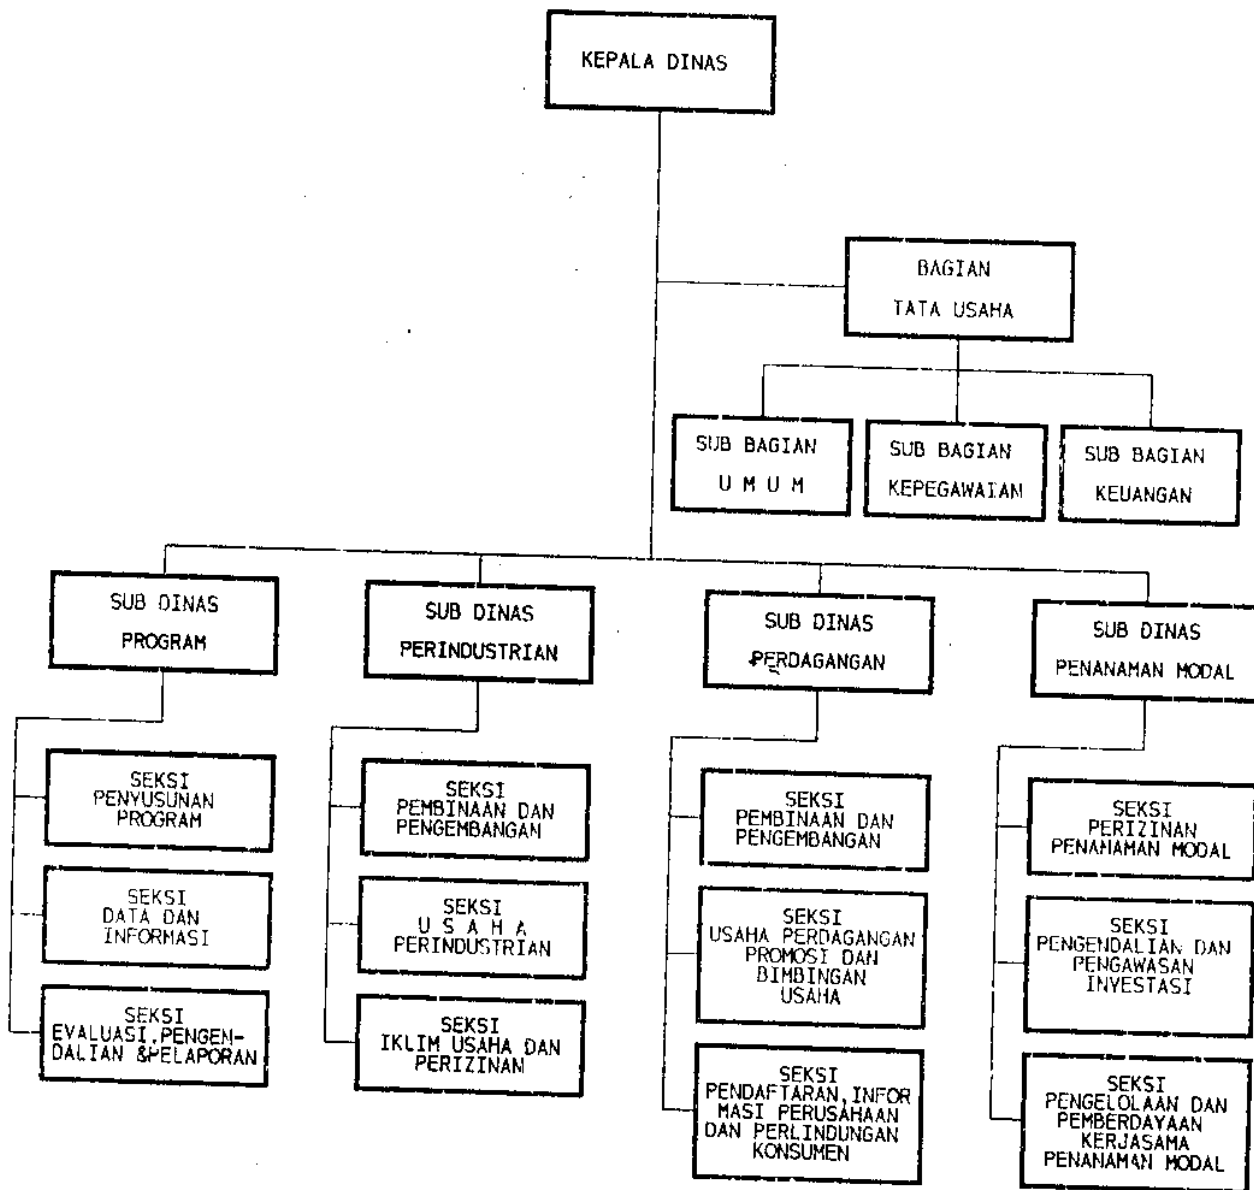 KEPALA DINAS
BAGIAN
TATA USAHA
SUB BAGIAN
U M U M
SUB BAGIAN
KEPEGAWAIAN
SUB BAGIAN
KEUANGAN
SUB DINAS
PROGRAM
SUB DINAS
PERINDUSTRIAN
SUB DINAS
PERDAGANGAN
SUB DINAS
PENANAMAN MODAL
SEKSI
PENYUSUNAN
PROGRAM
SEKSI
DATA DAN
INFORMASI
SEKSI
EVALUASI,PENGEN-
DALIAN &PELAPORAN
SEKSI
PEMBINAAN DAN
PENGEMBANGAN
SEKSI
U S A H A
PERINDUSTRIAN
SEKSI
IKLIM USAHA DAN
PERIZINAN
SEKSI
PEMBINAAN DAN
PENGEMBANGAN
SEKSI
USAHA PERDAGANGAN
PROMOSI DAN
BIMBINGAN
USAHA
SEKSI
PENDAFTARAN,INFOR
MASI PERUSAHAAN
DAN PERLINDUNGAN
KONSUMEN
SEKSI
PERIZINAN
PENANAMAN MODAL
SEKSI
PENGENDALIAN DAN
PENGAWASAN
INVESTASI
SEKSI
PENGELOLAAN DAN
PEMBERDAYAAN
KERJASAMA
PENANAMAN MODAL